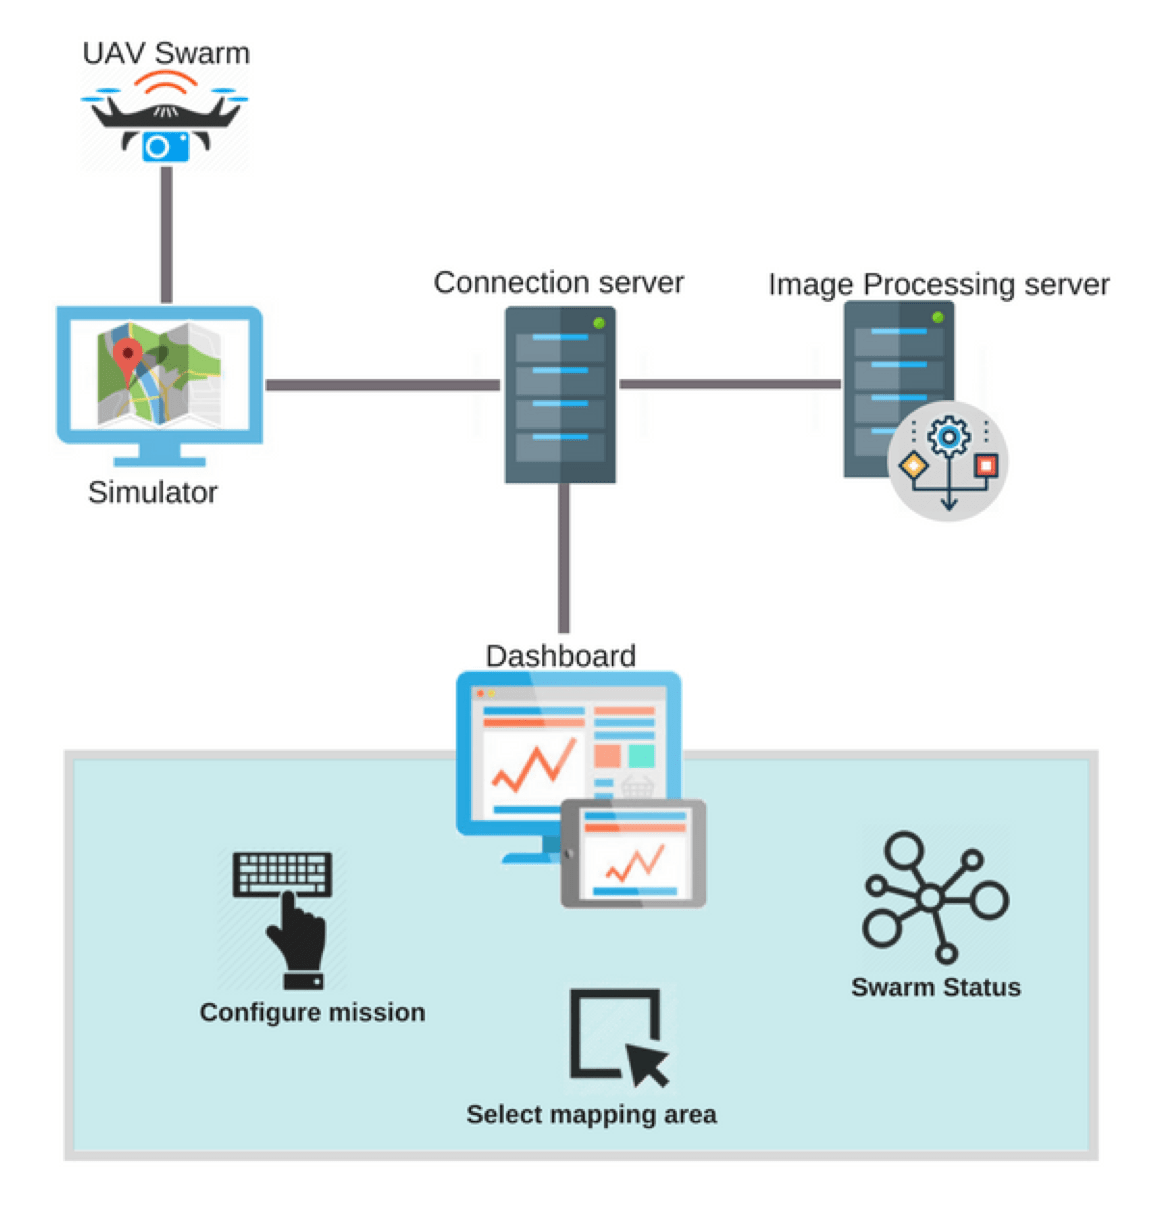 UAV Swarm
Connection server
Image Processing server
Simulator
Dashboard
Configure mission
Swarm Status
Select mapping area